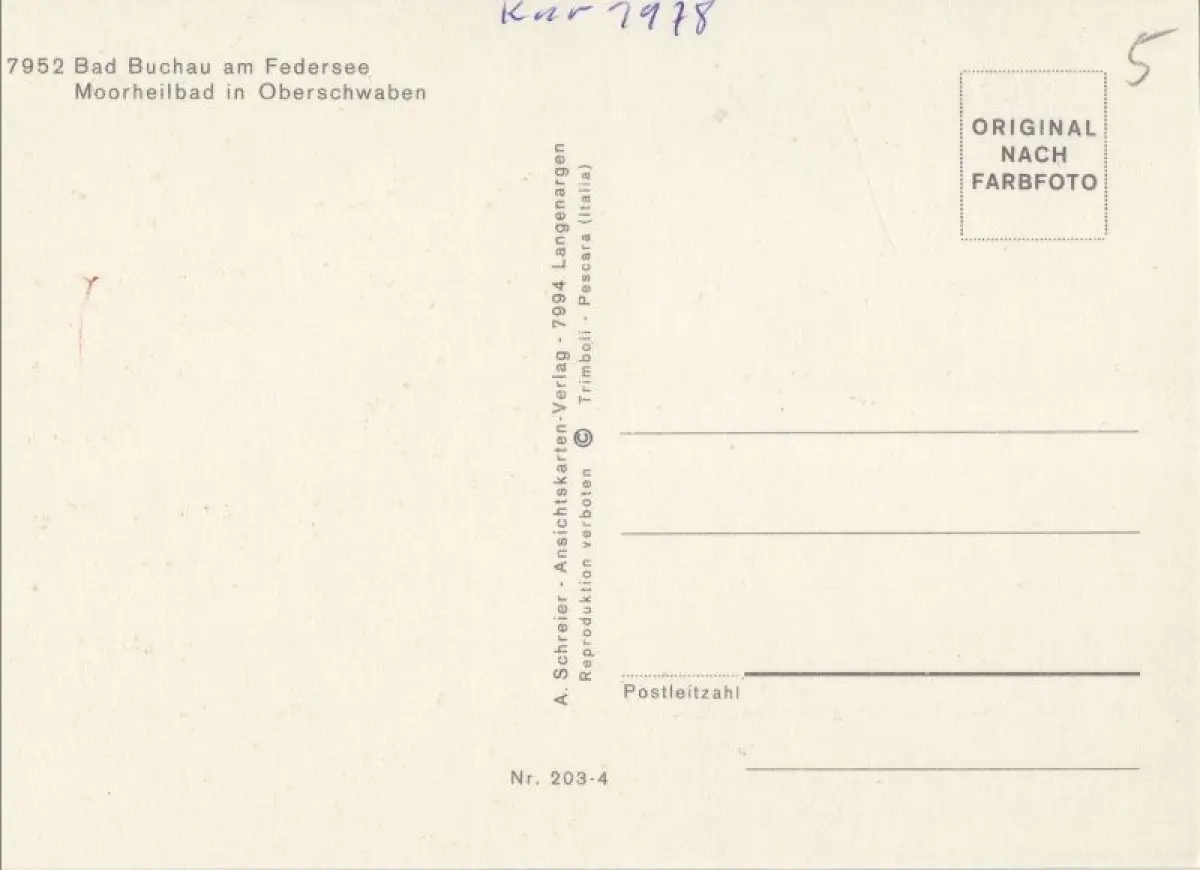 Kur 1978
5
7952 Bad Buchau am Federsee
Moorheilbad in Oberschwaben
ORIGINAL
NACH
FARBFOTO
A. Schreier - Ansichtskarten-Verlag - 7994 Langenargen
Reproduktion verboten © Trimboli - Pescara (Italia)
Postleitzahl
Nr. 203-4